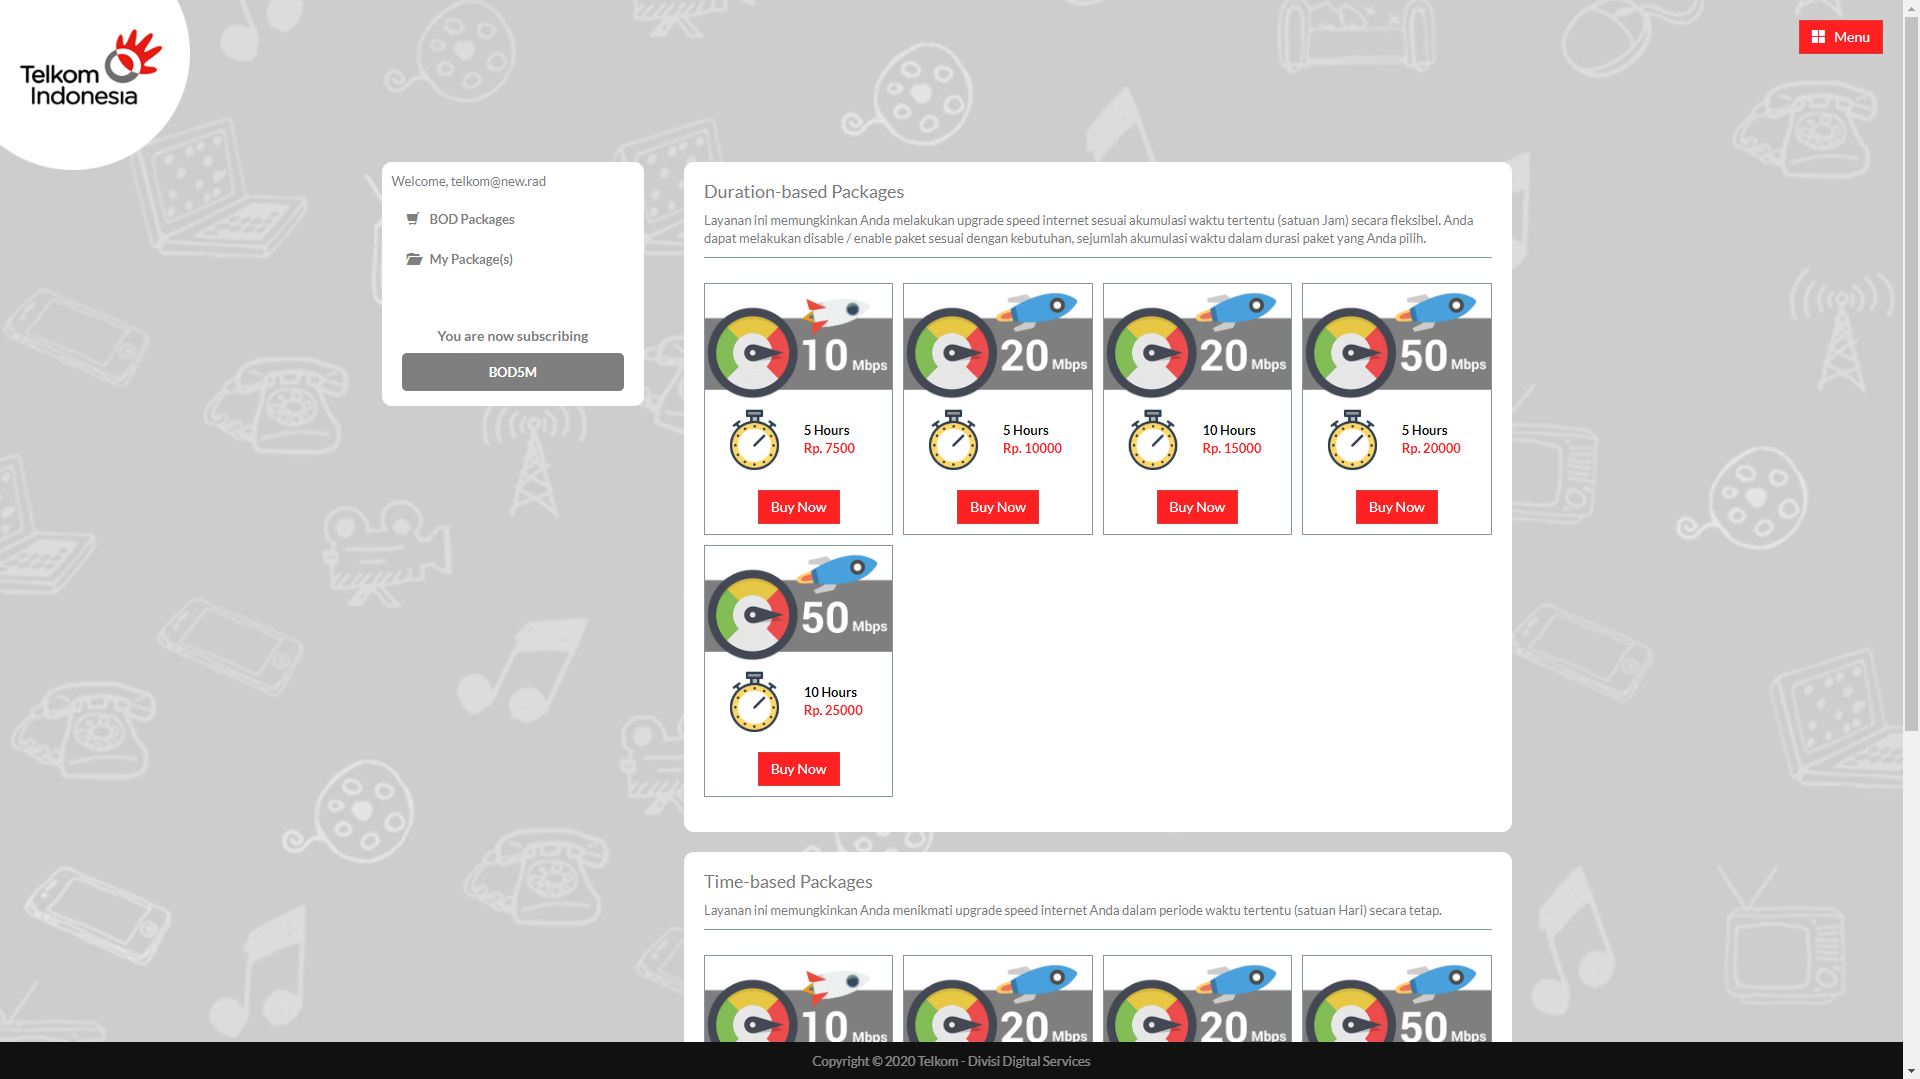 Telkom
Indonesia
Menu
Welcome, telkom@new.rad
BOD Packages
My Package(s)
You are now subscribing
BOD5M
Duration-based Packages
Layanan ini memungkinkan Anda melakukan upgrade speed internet sesuai akumulasi waktu tertentu (satuan Jam) secara fleksibel. Anda
dapat melakukan disable / enable paket sesuai dengan kebutuhan, sejumlah akumulasi waktu dalam durasi paket yang Anda pilih.
10 Mbps
5 Hours
Rp. 7500
Buy Now
20 Mbps
5 Hours
Rp. 10000
Buy Now
20 Mbps
10 Hours
Rp. 15000
Buy Now
50 Mbps
5 Hours
Rp. 20000
Buy Now
50 Mbps
10 Hours
Rp. 25000
Buy Now
Time-based Packages
Layanan ini memungkinkan Anda menikmati upgrade speed internet Anda dalam periode waktu tertentu (satuan Hari) secara tetap.
10 Mbps
20 Mbps
20 Mbps
50 Mbps
Copyright © 2020 Telkom - Divisi Digital Services